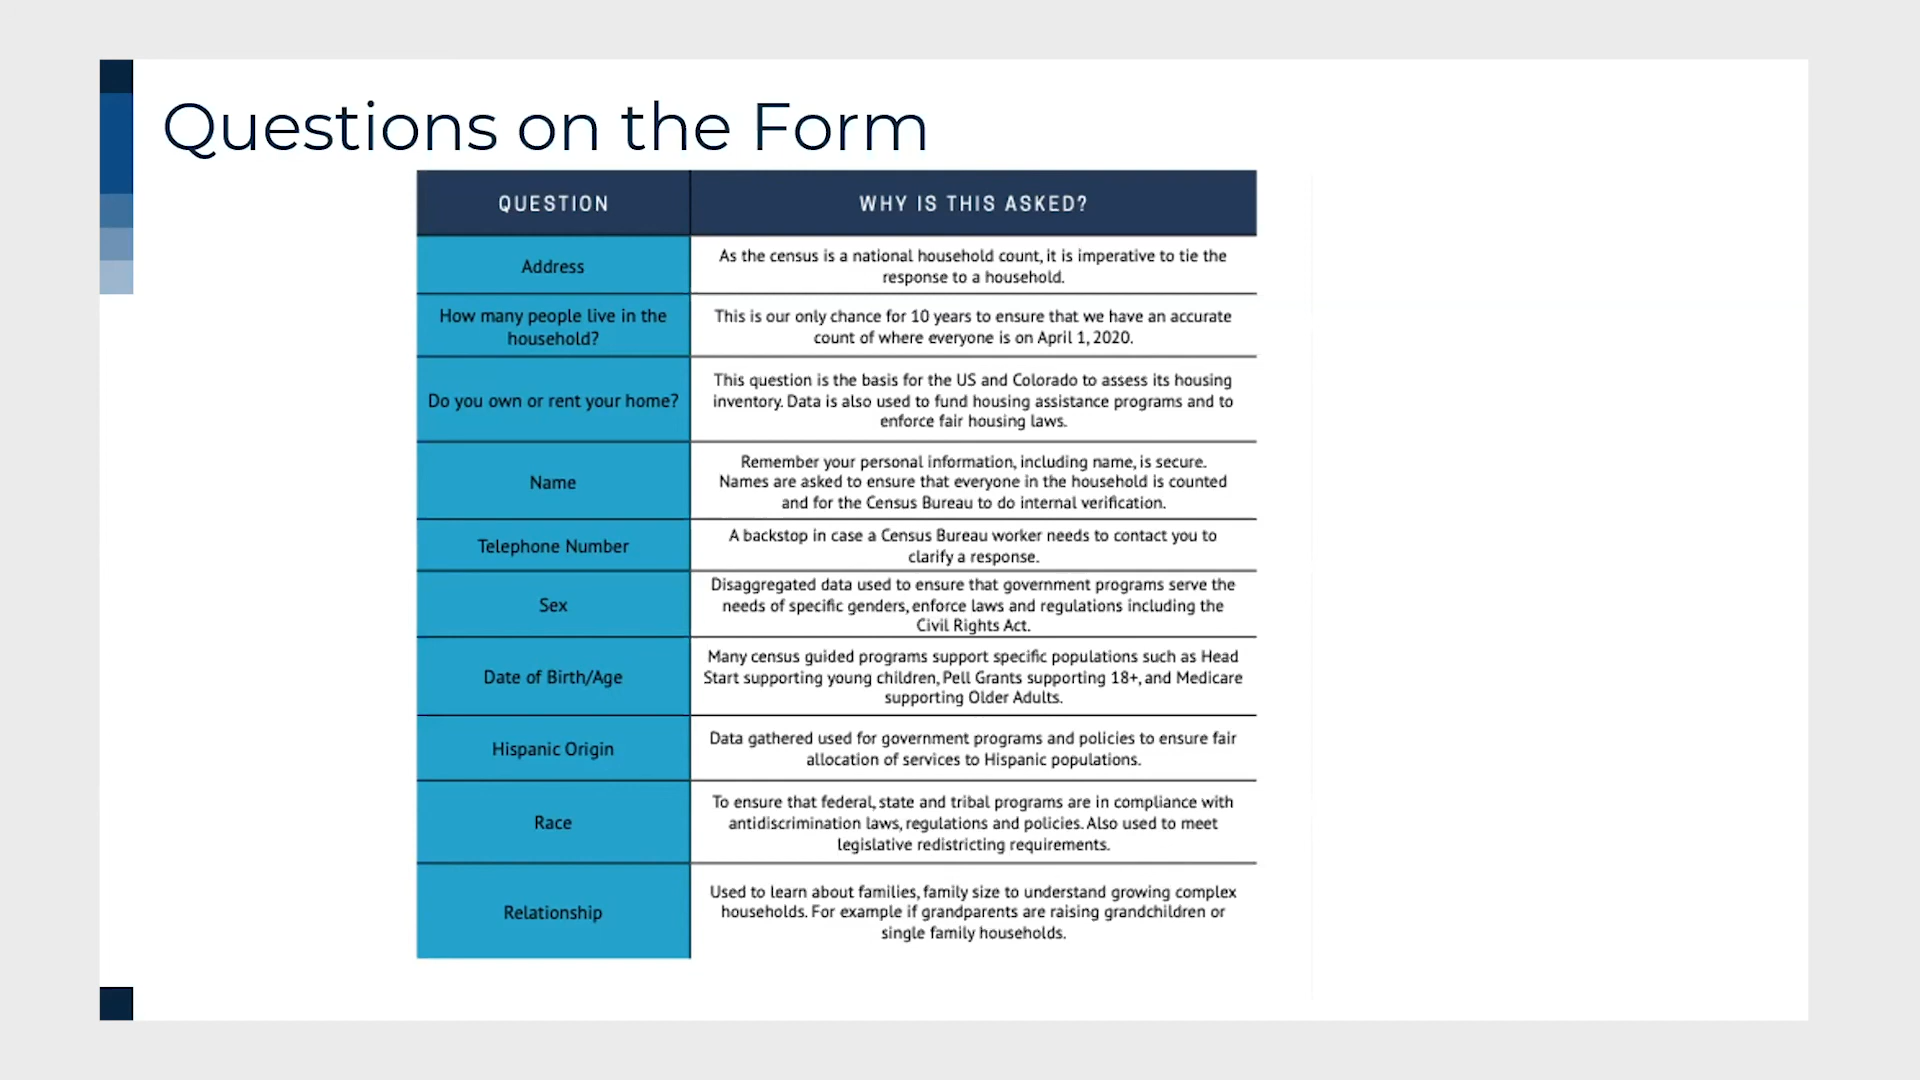 Questions on the Form
QUESTION
WHY IS THIS ASKED?
Address
As the census is a national household count, it is imperative to tie the
response to a household.
How many people live in the
household?
This is our only chance for 10 years to ensure that we have an accurate
count of where everyone is on April 1, 2020.
Do you own or rent your home?
This question is the basis for the US and Colorado to assess its housing
inventory. Data is also used to fund housing assistance programs and to
enforce fair housing laws.
Name
Remember your personal information, including name, is secure.
Names are asked to ensure that everyone in the household is counted
and for the Census Bureau to do internal verification.
Telephone Number
A backstop in case a Census Bureau worker needs to contact you to
clarify a response.
Sex
Disaggregated data used to ensure that government programs serve the
needs of specific genders, enforce laws and regulations including the
Civil Rights Act.
Date of Birth/Age
Many census guided programs support specific populations such as Head
Start supporting young children, Pell Grants supporting 18+, and Medicare
supporting Older Adults.
Hispanic Origin
Data gathered used for government programs and policies to ensure fair
allocation of services to Hispanic populations.
Race
To ensure that federal, state and tribal programs are in compliance with
antidiscrimination laws, regulations and policies. Also used to meet
legislative redistricting requirements.
Relationship
Used to learn about families, family size to understand growing complex
households. For example if grandparents are raising grandchildren or
single family households.